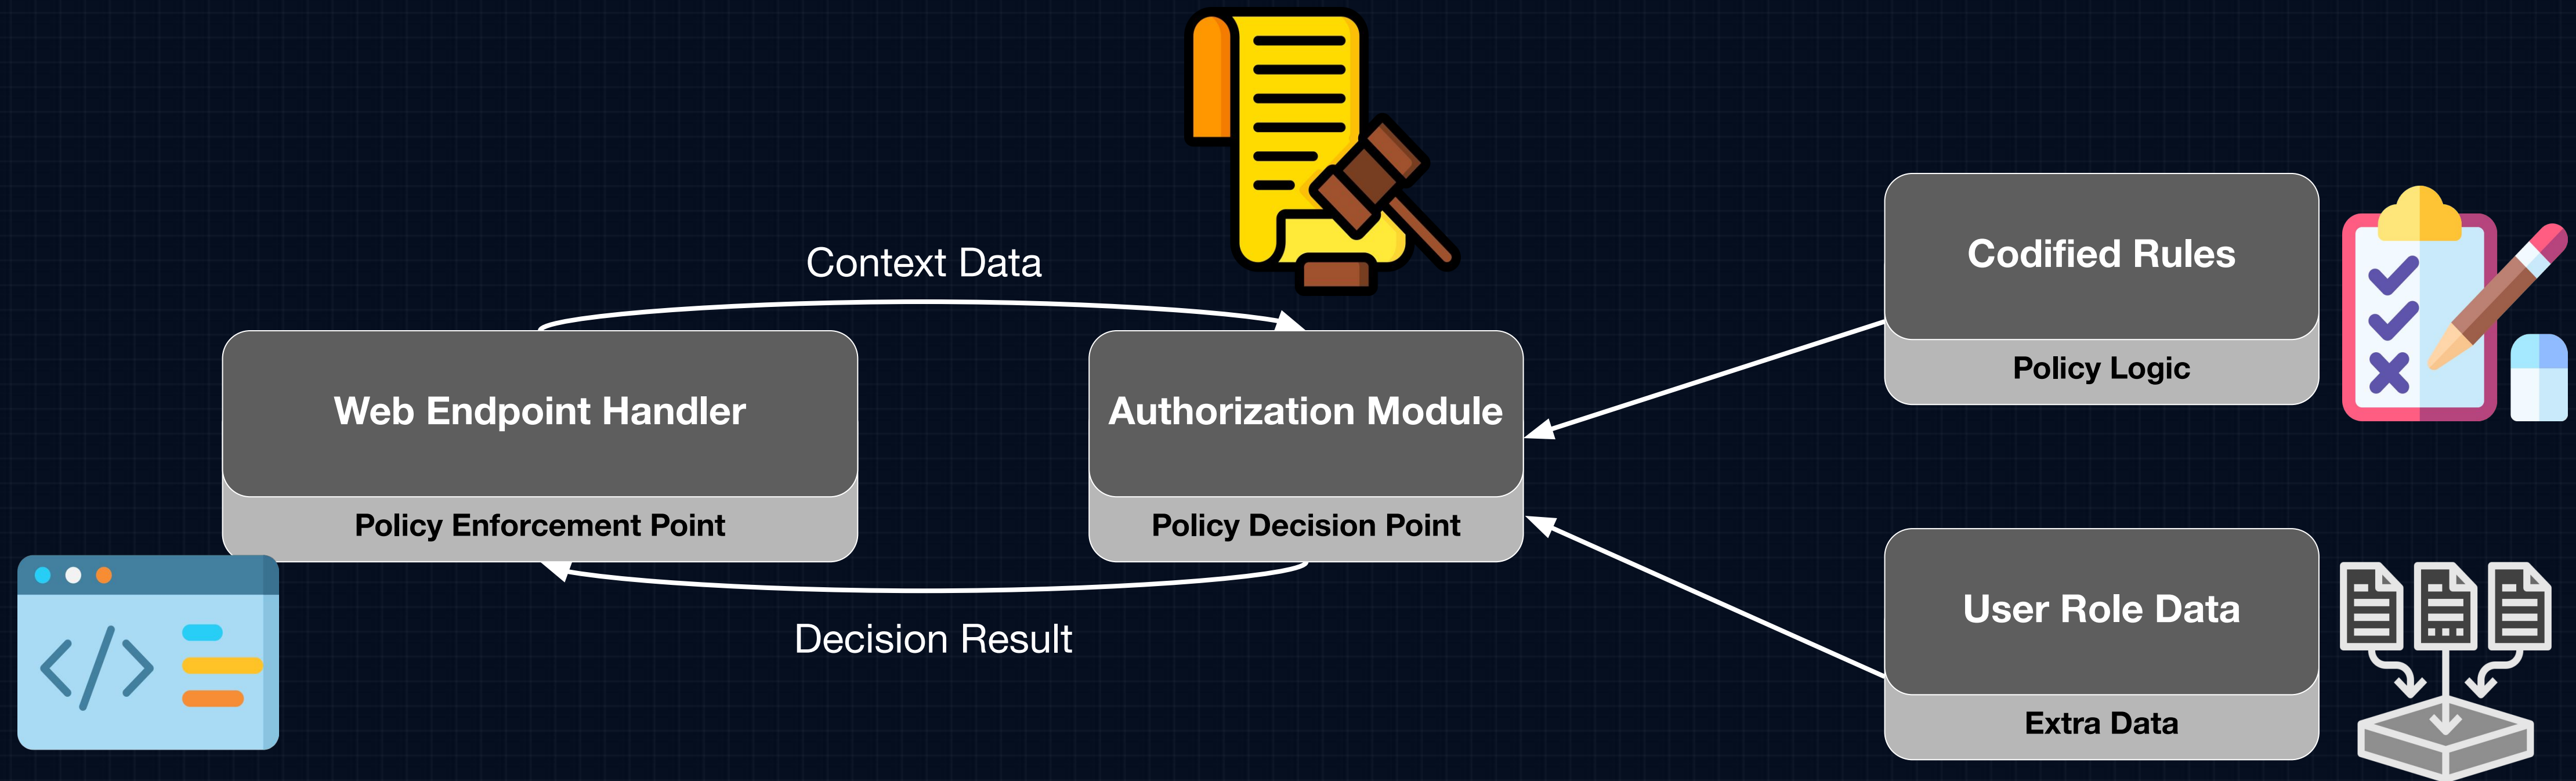 Context Data
Web Endpoint Handler
Policy Enforcement Point
Authorization Module
Policy Decision Point
Decision Result
Codified Rules
Policy Logic
User Role Data
Extra Data